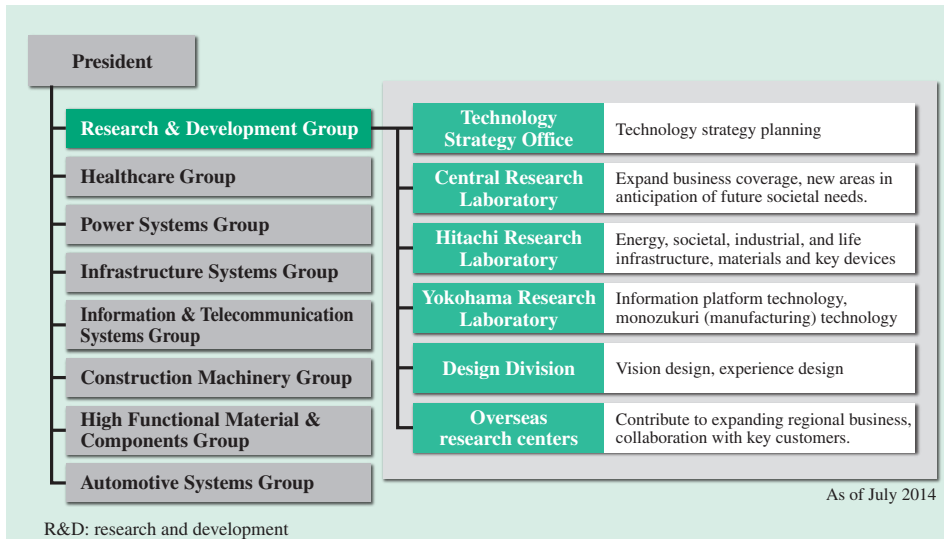 President
Research & Development Group
Healthcare Group
Power Systems Group
Infrastructure Systems Group
Information & Telecommunication
Systems Group
Construction Machinery Group
High Functional Material &
Components Group
Automotive Systems Group
Technology
Strategy Office
Technology strategy planning
Central Research
Laboratory
Expand business coverage, new areas in
anticipation of future societal needs.
Hitachi Research
Laboratory
Energy, societal, industrial, and life
infrastructure, materials and key devices
Yokohama Research
Laboratory
Information platform technology,
monozukuri (manufacturing) technology
Design Division
Vision design, experience design
Overseas
research centers
Contribute to expanding regional business,
collaboration with key customers.
As of July 2014
R&D: research and development